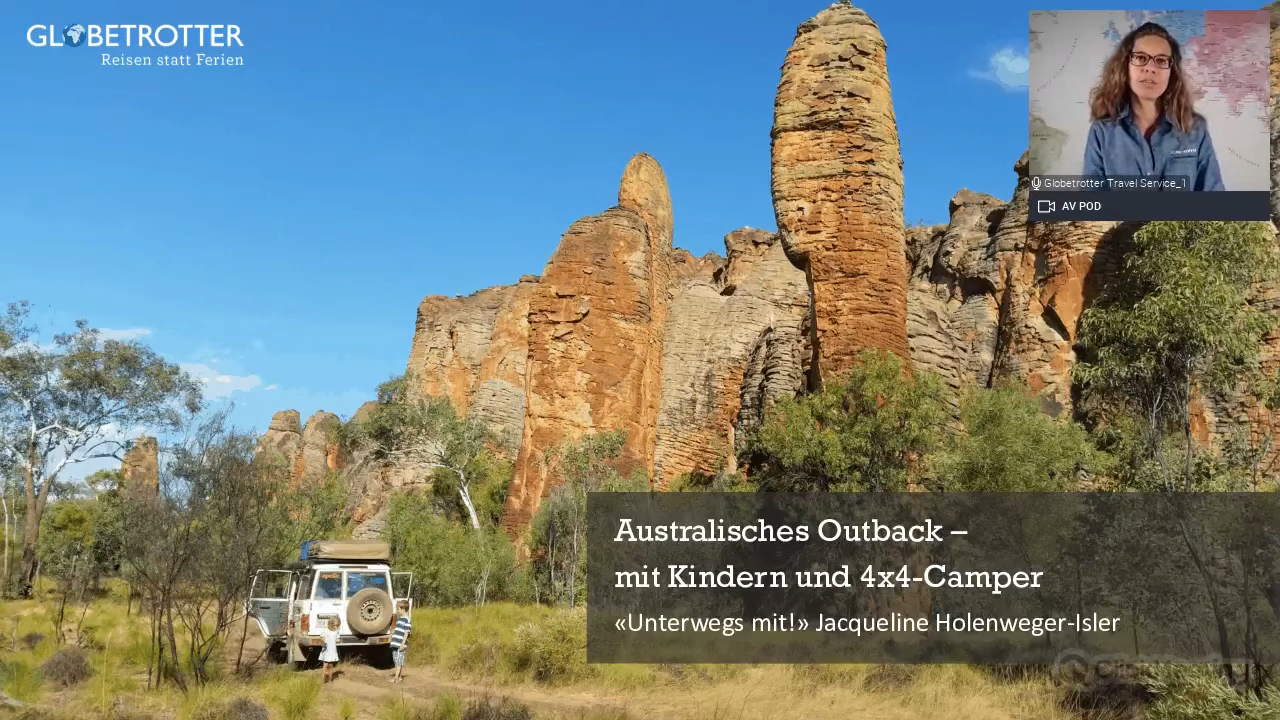 GLOBETROTTER
Reisen statt Ferien
Globetrotter Travel Service_1
AV POD
Australisches Outback –
mit Kindern und 4x4-Camper
«Unterwegs mit!» Jacqueline Holenweger-Isler